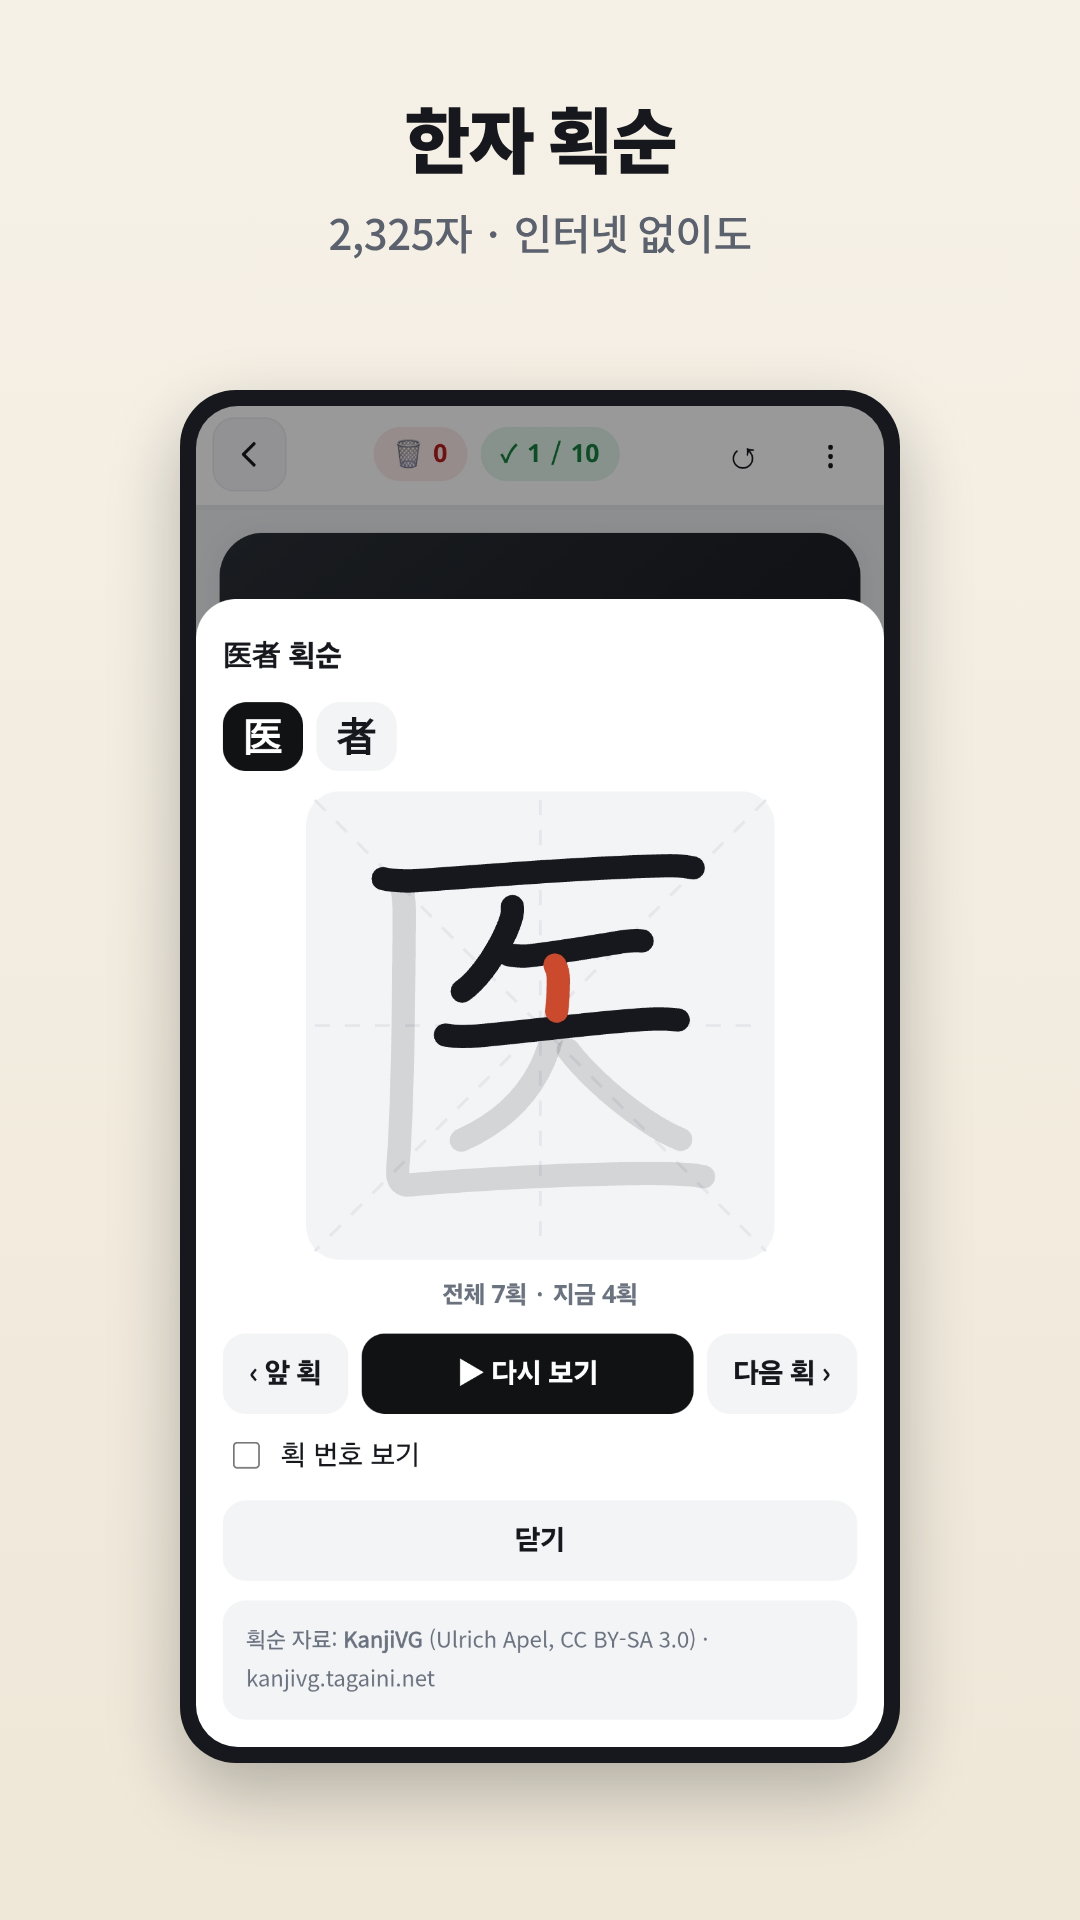 한자 획순
2,325자 · 인터넷 없이도
🗑️ 0
✓ 1 / 10
医者 획순
医
者
医
전체 7획 · 지금 4획
‹ 앞 획
▶ 다시 보기
다음 획 ›
획 번호 보기
닫기
획순 자료: KanjiVG (Ulrich Apel, CC BY-SA 3.0) ·
kanjivg.tagaini.net